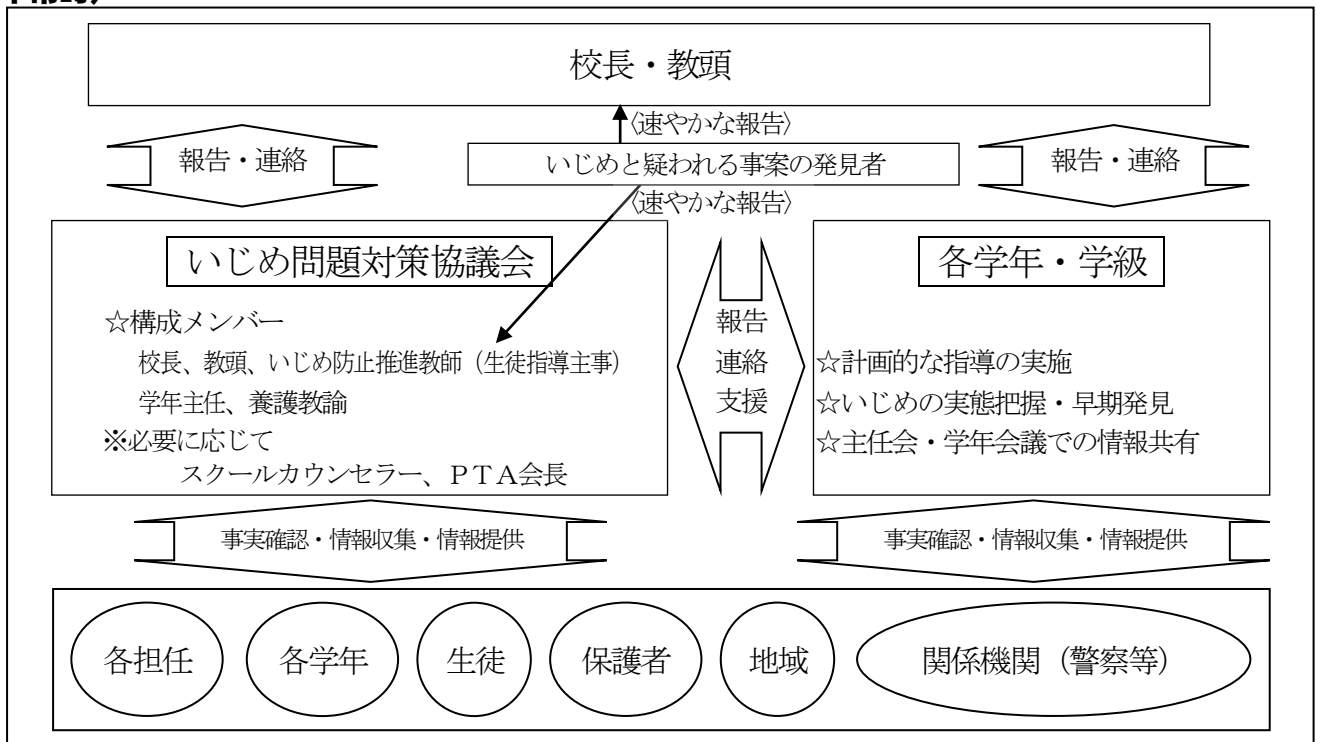 校長・教頭
〈速やかな報告〉
報告・連絡
いじめと疑われる事案の発見者
報告・連絡
〈速やかな報告〉
いじめ問題対策協議会
☆構成メンバー
校長、教頭、いじめ防止推進教師（生徒指導主事）
学年主任、養護教諭
※必要に応じて
スクールカウンセラー、ＰＴＡ会長
報告
連絡
支援
各学年・学級
☆計画的な指導の実施
☆いじめの実態把握・早期発見
☆主任会・学年会議での情報共有
事実確認・情報収集・情報提供
事実確認・情報収集・情報提供
各担任
各学年
生徒
保護者
地域
関係機関（警察等）